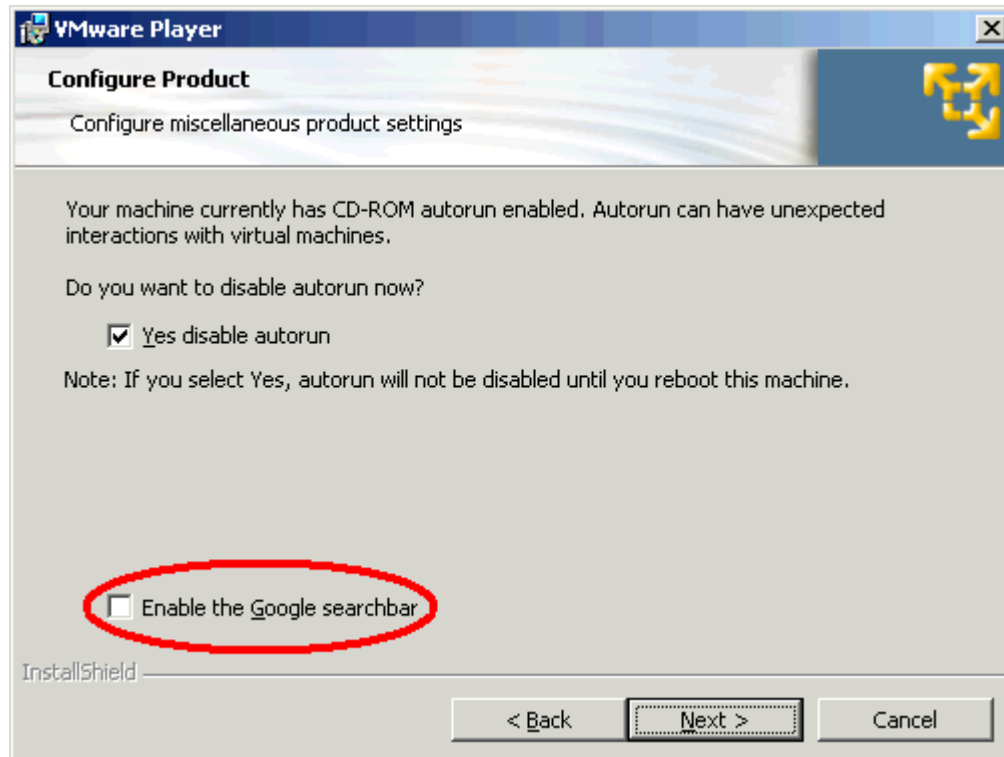 VMware Player
Configure Product
Configure miscellaneous product settings
Your machine currently has CD-ROM autorun enabled. Autorun can have unexpected
interactions with virtual machines.
Do you want to disable autorun now?
Yes disable autorun
Note: If you select Yes, autorun will not be disabled until you reboot this machine.
Enable the Google searchbar
InstallShield
< Back
Next >
Cancel